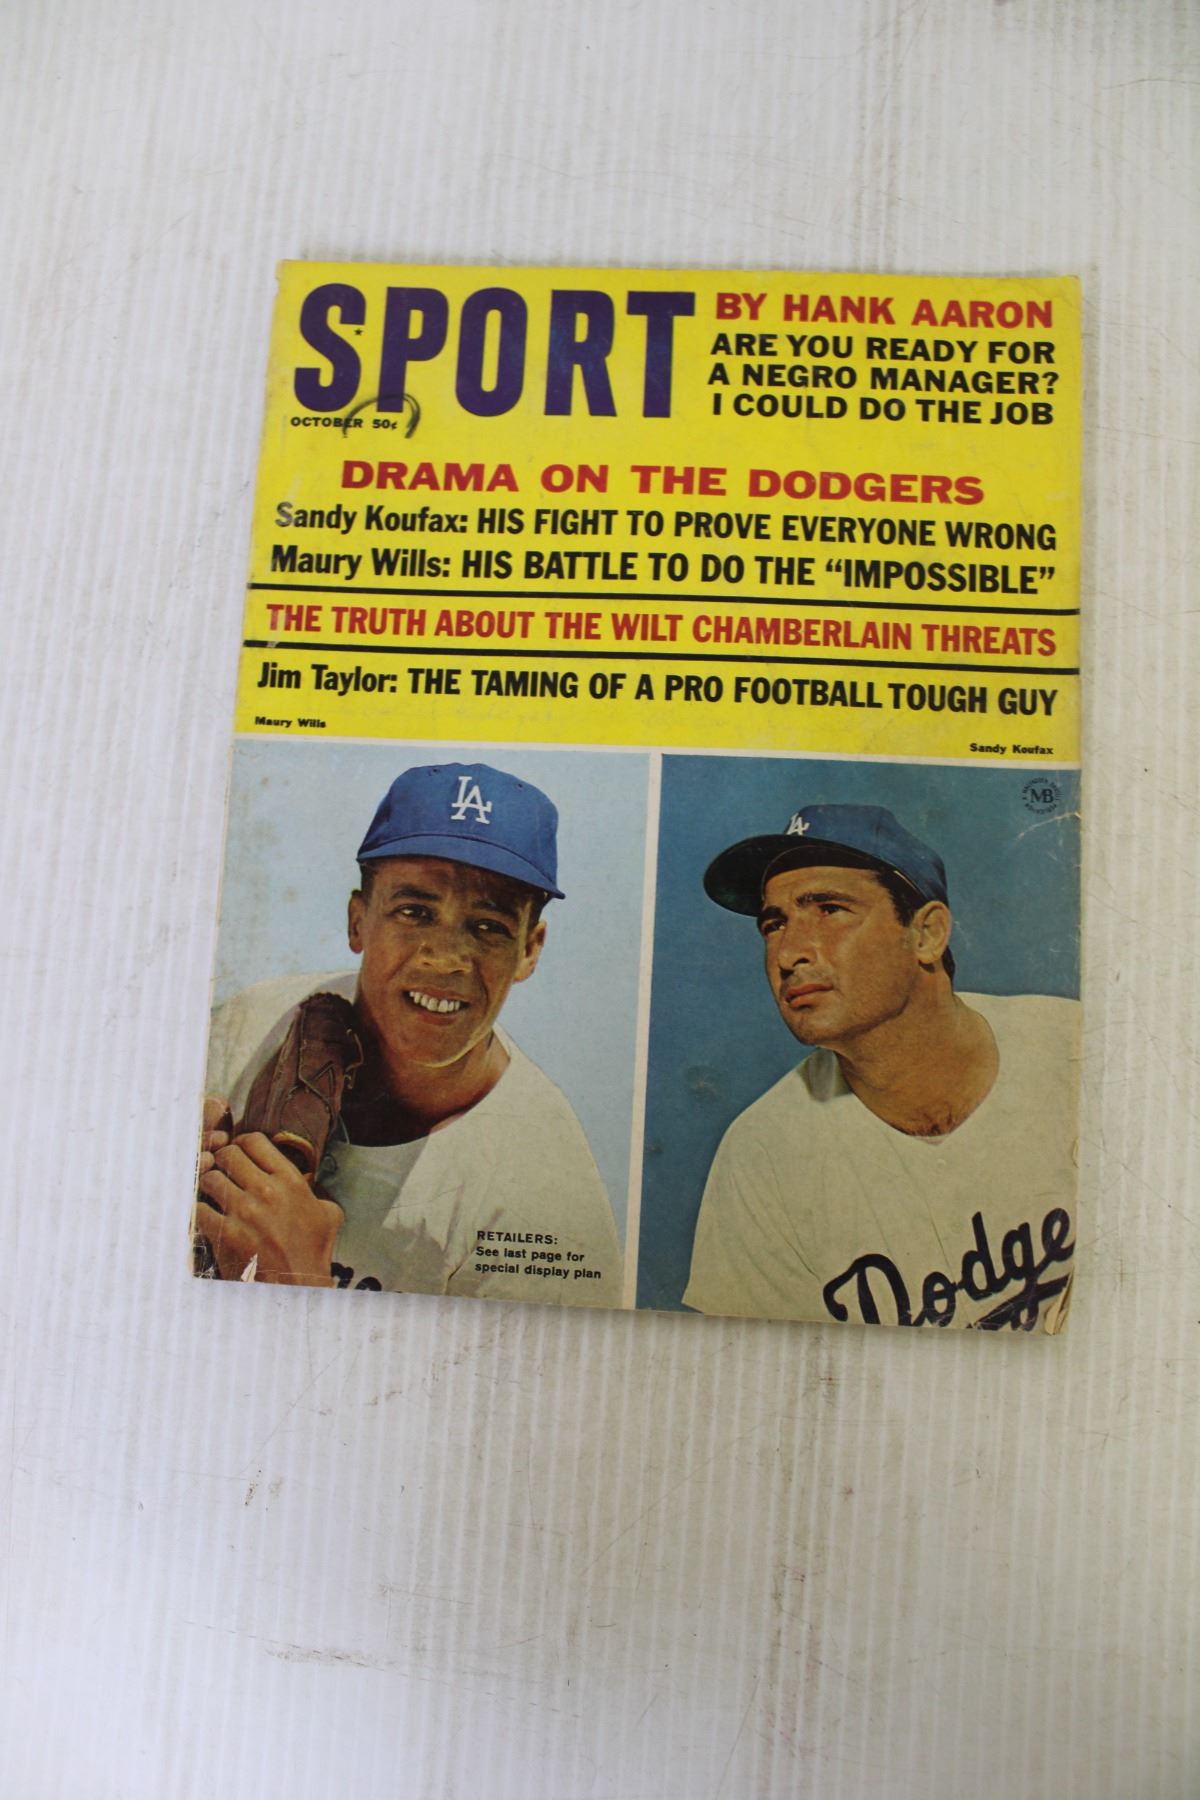 SPORT
OCTOBER 50¢
BY HANK AARON
ARE YOU READY FOR
A NEGRO MANAGER?
I COULD DO THE JOB
DRAMA ON THE DODGERS
Sandy Koufax: HIS FIGHT TO PROVE EVERYONE WRONG
Maury Wills: HIS BATTLE TO DO THE “IMPOSSIBLE”
THE TRUTH ABOUT THE WILT CHAMBERLAIN THREATS
Jim Taylor: THE TAMING OF A PRO FOOTBALL TOUGH GUY
Maury Wills
Sandy Koufax
MB
LA
LA
RETAILERS:
See last page for
special display plan
Dodge